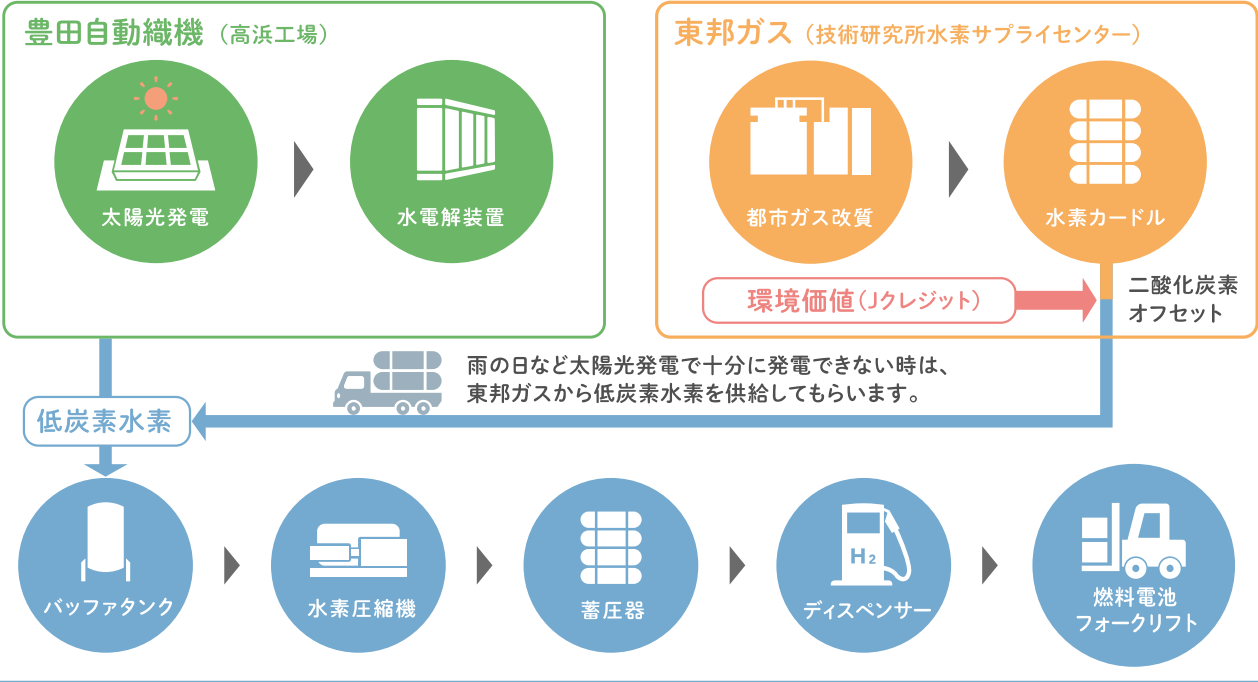 豊田自動織機（高浜工場）
太陽光発電
水電解装置
東邦ガス（技術研究所水素サプライセンター）
都市ガス改質
水素カードル
環境価値（Jクレジット）
二酸化炭素
オフセット
雨の日など太陽光発電で十分に発電できない時は、
東邦ガスから低炭素水素を供給してもらいます。
低炭素水素
バッファタンク
水素圧縮機
蓄圧器
H2
ディスペンサー
燃料電池
フォークリフト